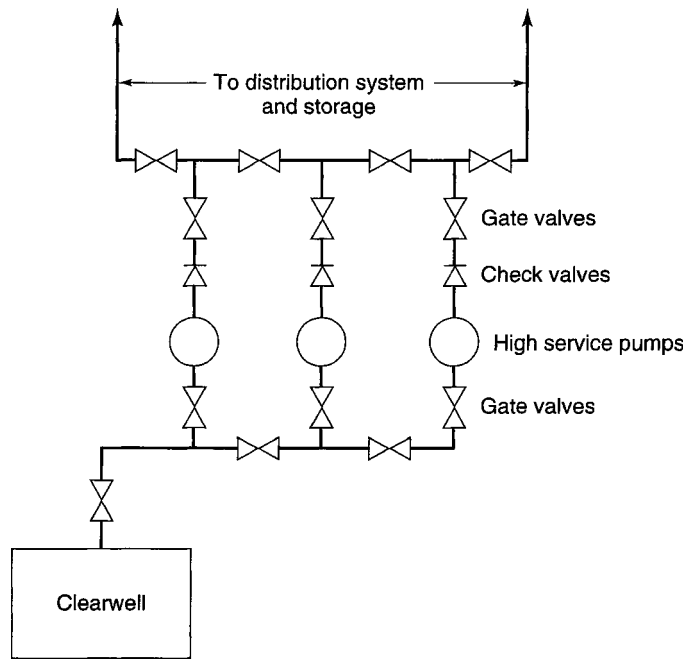 To distribution system
and storage
Gate valves
Check valves
High service pumps
Gate valves
Clearwell